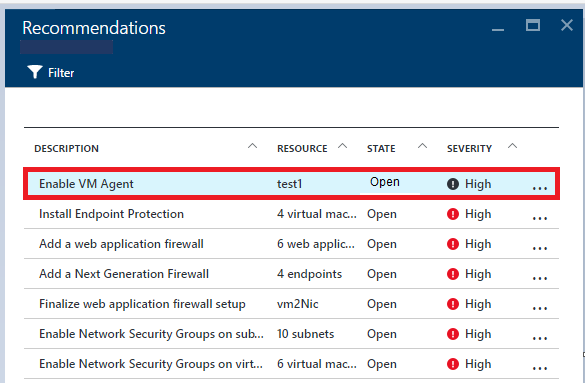 Recommendations
Filter
DESCRIPTION RESOURCE STATE SEVERITY
Enable VM Agent test1 Open High ...
Install Endpoint Protection 4 virtual mac... Open High ...
Add a web application firewall 6 web applic... Open High ...
Add a Next Generation Firewall 4 endpoints Open High ...
Finalize web application firewall setup vm2Nic Open High ...
Enable Network Security Groups on sub... 10 subnets Open High ...
Enable Network Security Groups on virt... 6 virtual mac... Open High ...